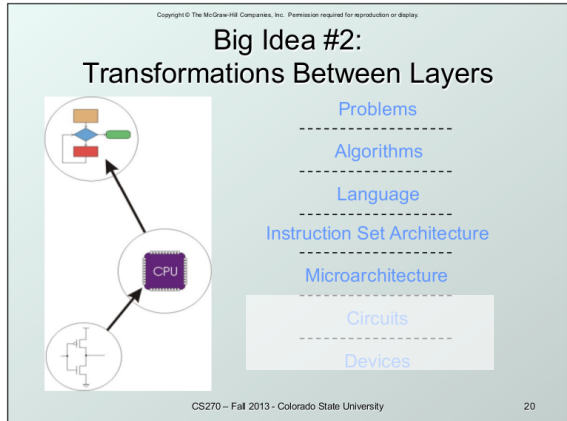 Copyright © The McGraw-Hill Companies, Inc. Permission required for reproduction or display.
Big Idea #2:
Transformations Between Layers
Problems
Algorithms
Language
Instruction Set Architecture
CPU
Microarchitecture
Circuits
Devices
CS270 – Fall 2013 - Colorado State University
20